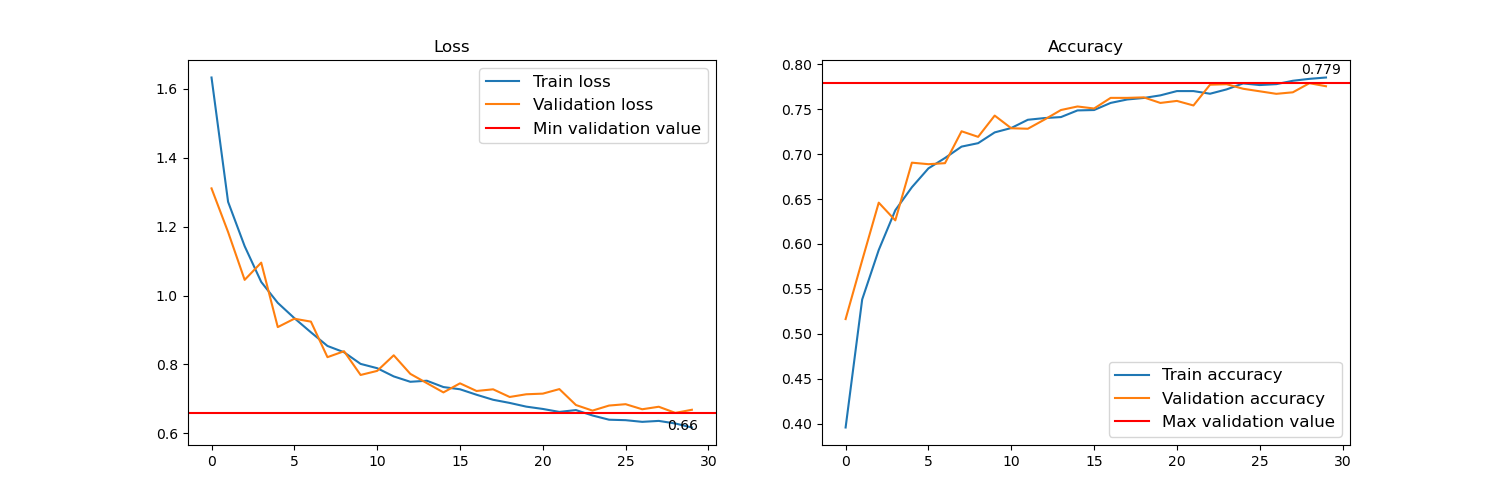 Loss
Train loss
Validation loss
Min validation value
1.6
1.4
1.2
1.0
0.8
0.6
0.66
0 5 10 15 20 25 30
Accuracy
0.779
0.80
0.75
0.70
0.65
0.60
0.55
0.50
0.45
0.40
Train accuracy
Validation accuracy
Max validation value
0 5 10 15 20 25 30